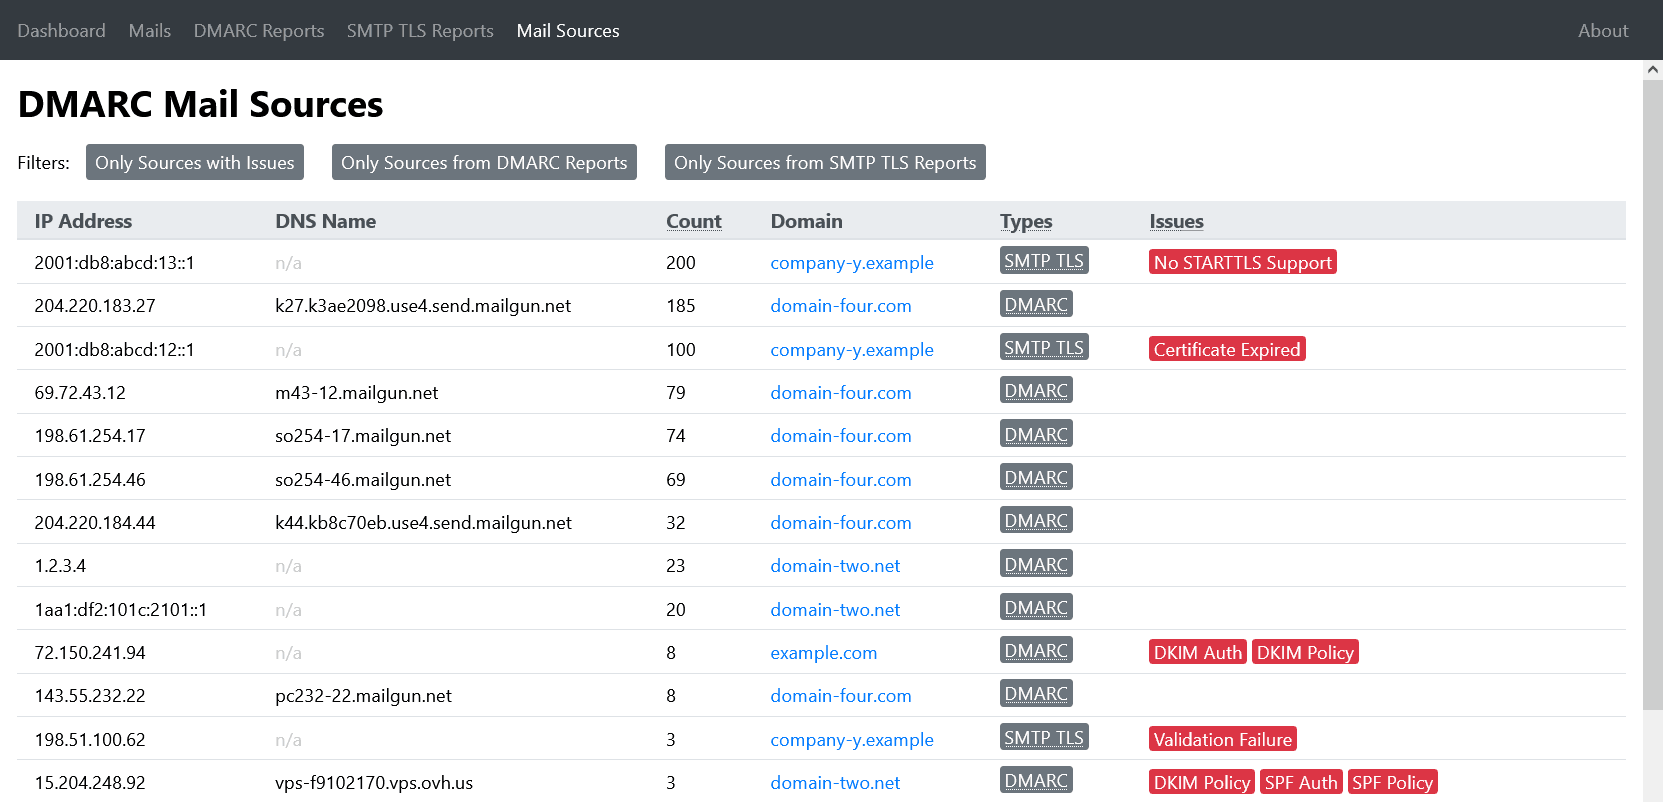 Dashboard Mails DMARC Reports SMTP TLS Reports Mail Sources About
DMARC Mail Sources
Filters: Only Sources with Issues Only Sources from DMARC Reports Only Sources from SMTP TLS Reports
IP Address DNS Name Count Domain Types Issues
2001:db8:abcd:13::1 n/a 200 company-y.example SMTP TLS No STARTTLS Support
204.220.183.27 k27.k3ae2098.use4.send.mailgun.net 185 domain-four.com DMARC
2001:db8:abcd:12::1 n/a 100 company-y.example SMTP TLS Certificate Expired
69.72.43.12 m43-12.mailgun.net 79 domain-four.com DMARC
198.61.254.17 so254-17.mailgun.net 74 domain-four.com DMARC
198.61.254.46 so254-46.mailgun.net 69 domain-four.com DMARC
204.220.184.44 k44.kb8c70eb.use4.send.mailgun.net 32 domain-four.com DMARC
1.2.3.4 n/a 23 domain-two.net DMARC
1aa1:df2:101c:2101::1 n/a 20 domain-two.net DMARC
72.150.241.94 n/a 8 example.com DMARC DKIM Auth DKIM Policy
143.55.232.22 pc232-22.mailgun.net 8 domain-four.com DMARC
198.51.100.62 n/a 3 company-y.example SMTP TLS Validation Failure
15.204.248.92 vps-f9102170.vps.ovh.us 3 domain-two.net DMARC DKIM Policy SPF Auth SPF Policy